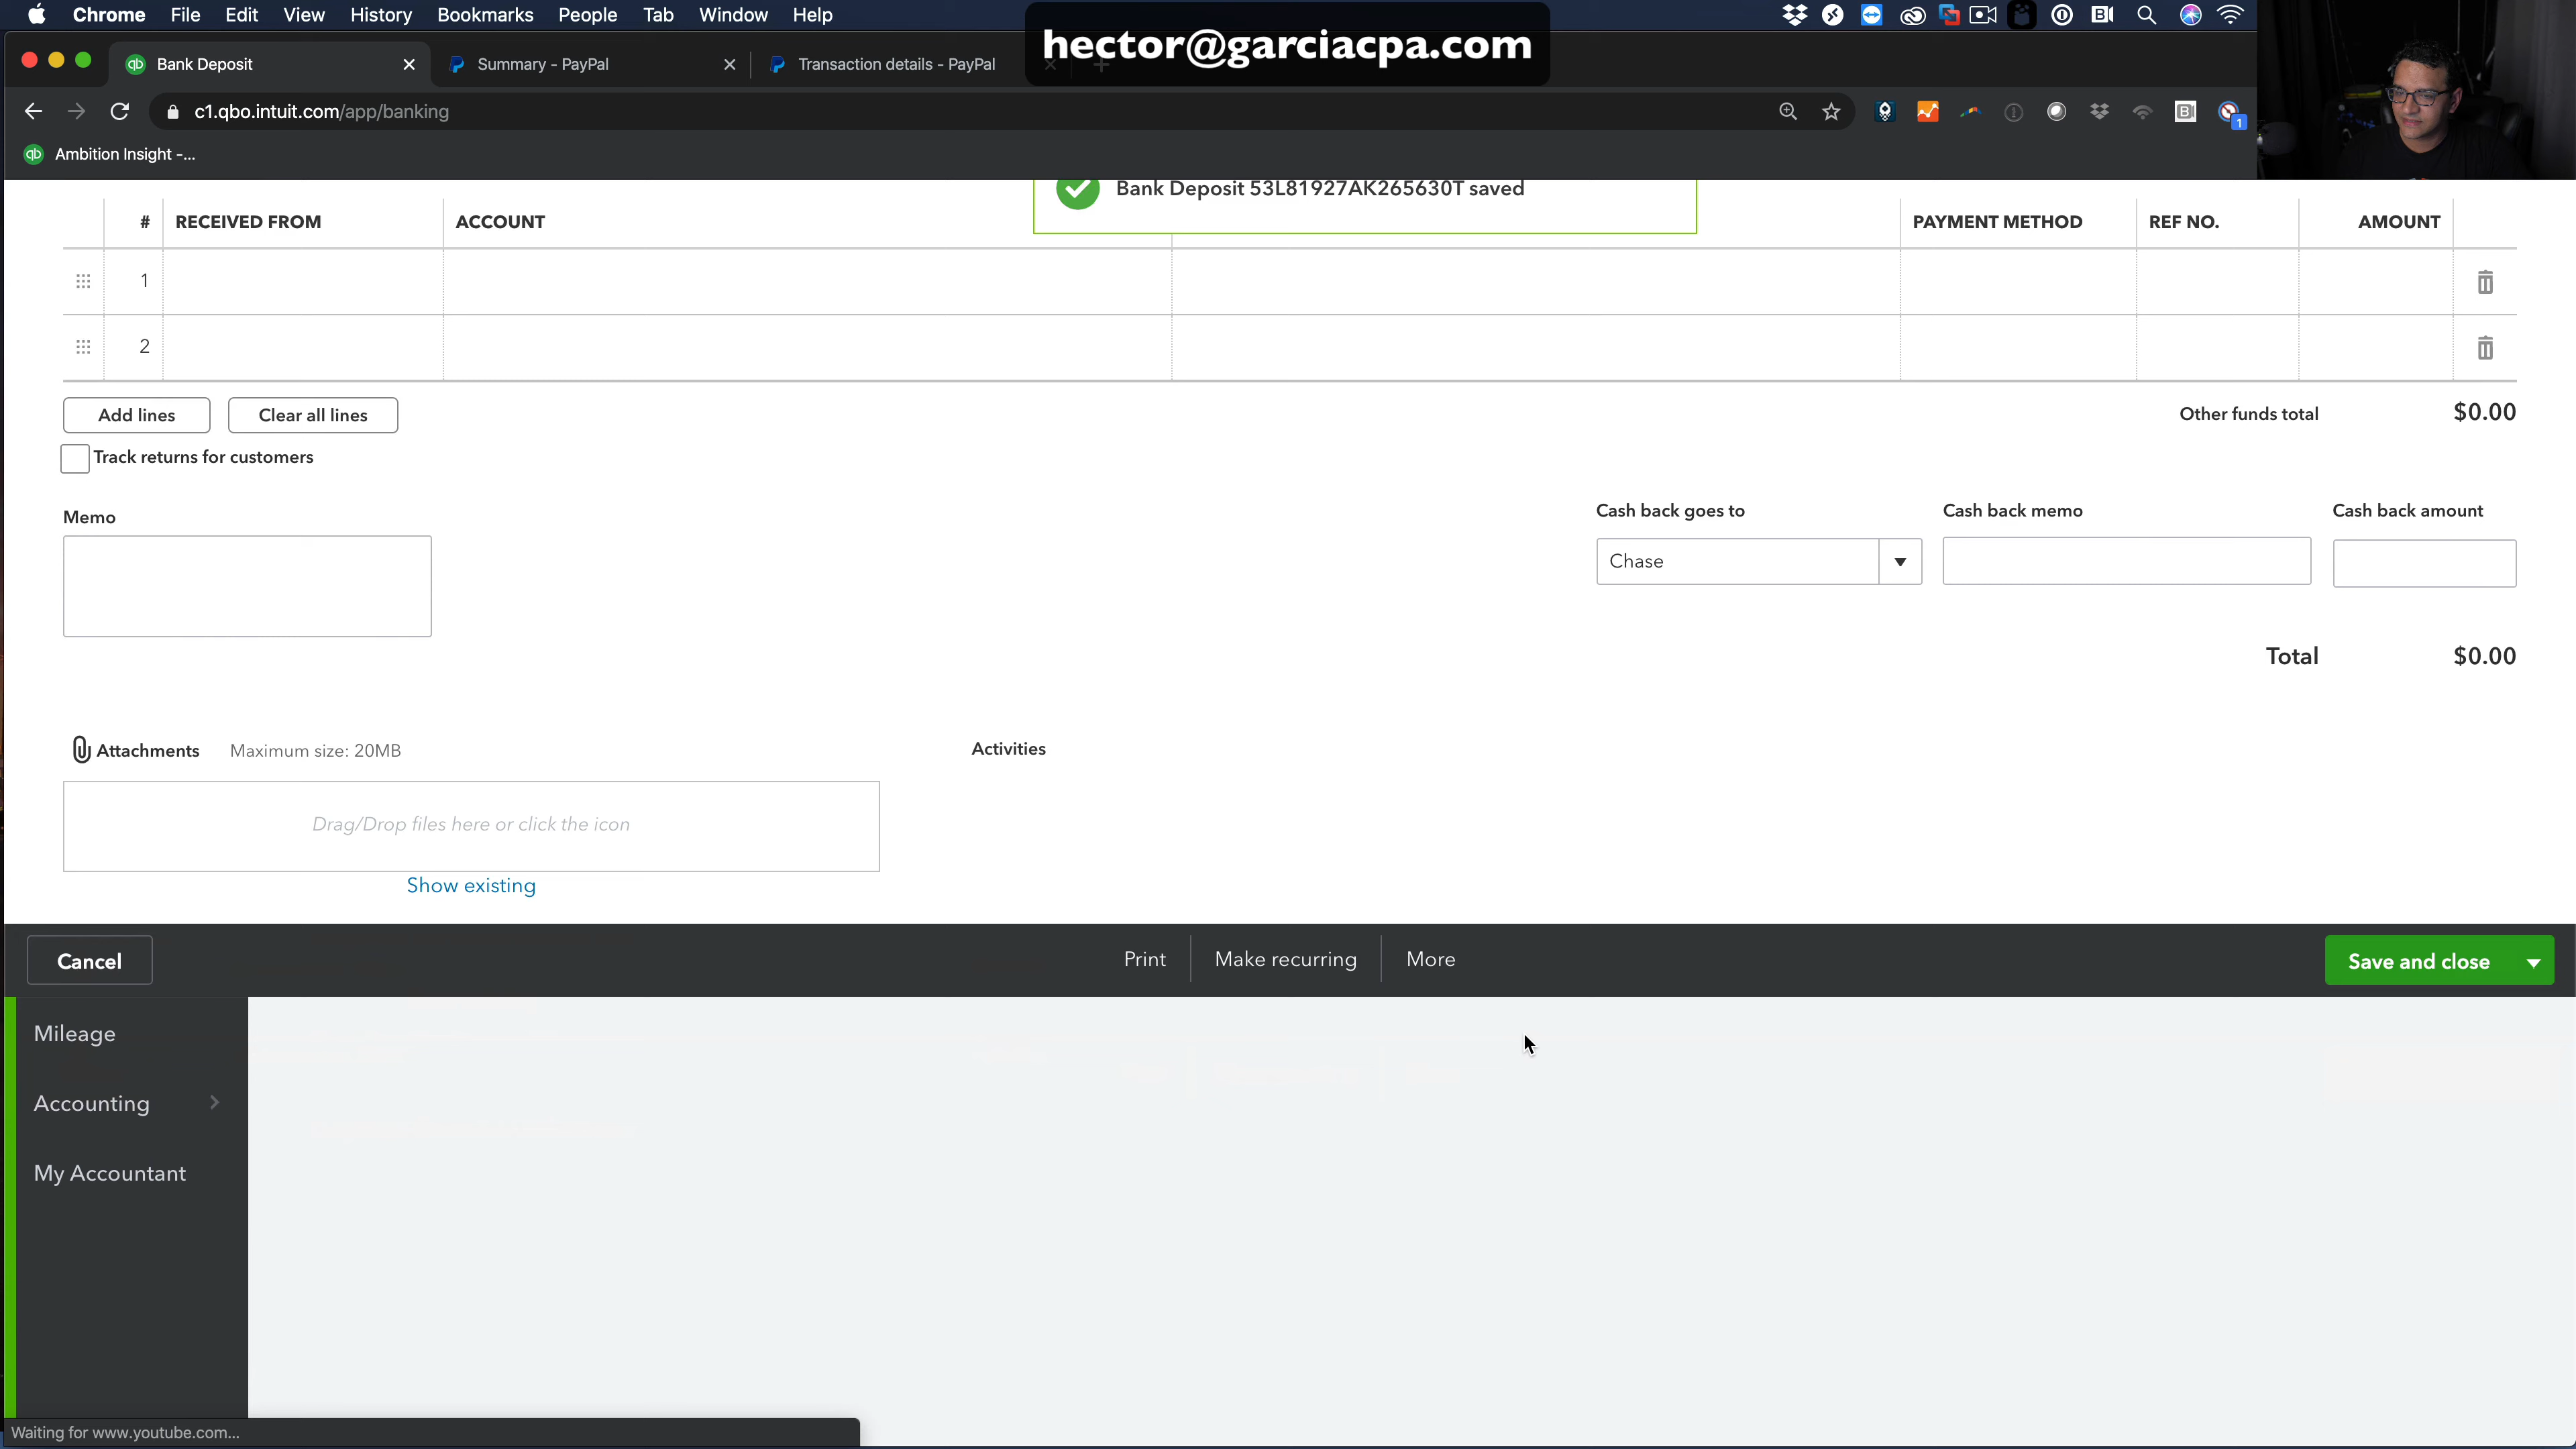 Chrome File Edit View History Bookmarks People Tab Window Help
hector@garciacpa.com
Bank Deposit
Summary - PayPal
Transaction details - PayPal
c1.qbo.intuit.com/app/banking
1
Ambition Insight -...
Bank Deposit 53L81927AK265630T saved
# RECEIVED FROM ACCOUNT PAYMENT METHOD REF NO. AMOUNT
1
2
Add lines Clear all lines Other funds total $0.00
Track returns for customers
Memo Cash back goes to Cash back memo Cash back amount
Chase
Total $0.00
Attachments Maximum size: 20MB Activities
Drag/Drop files here or click the icon
Show existing
Cancel Print Make recurring More Save and close
Mileage
Accounting
My Accountant
Waiting for www.youtube.com...